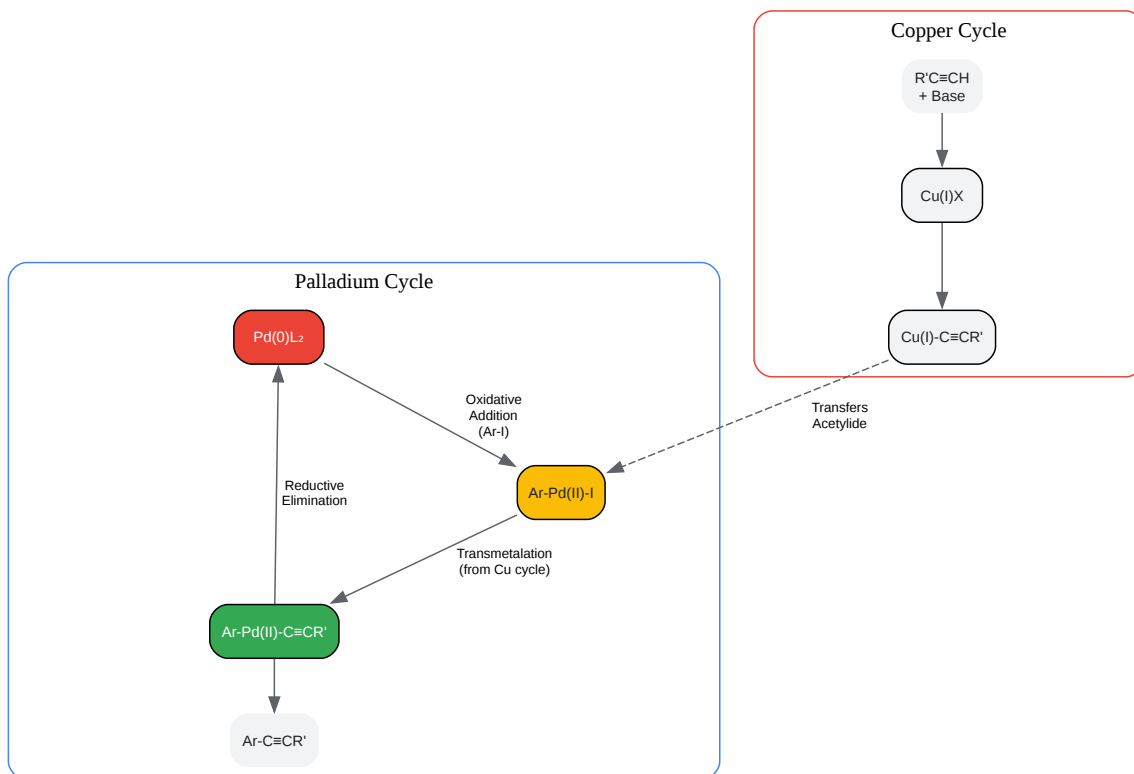 Copper Cycle
R'C≡CH
+ Base
Cu(I)X
Cu(I)-C≡CR'
Transfers
Acetylide
Palladium Cycle
Pd(0)L₂
Oxidative
Addition
(Ar-I)
Ar-Pd(II)-I
Reductive
Elimination
Transmetalation
(from Cu cycle)
Ar-Pd(II)-C≡CR'
Ar-C≡CR'